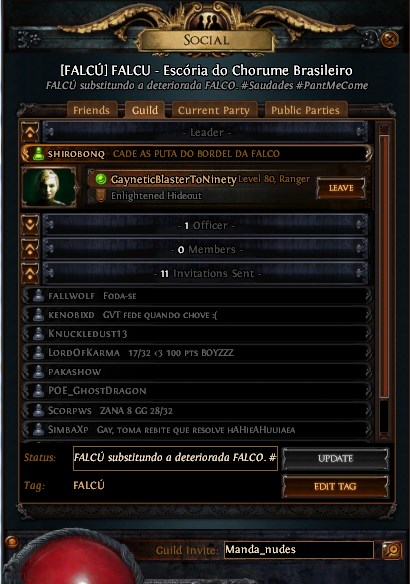 Social
[FALCÚ] FALCU - Escória do Chorume Brasileiro
FALCÚ substituindo a deteriorada FALCO. #Saudades #PantMeCome
Friends Guild Current Party Public Parties
- Leader -
shirobonq - CADE AS PUTA DO BORDEL DA FALCO
GayneticBlasterToNinety Level 80, Ranger
Enlightened Hideout
LEAVE
- 1 Officer -
- 0 Members -
- 11 Invitations Sent -
fallwolf Foda-se
kenobixd GVT fede quando chove :(
Knuckledust13
LordOfKarma 17/32 <3 100 pts BOYZZZ
pakashow
POE_GhostDragon
Scorpws ZANA 8 GG 28/32
SimbaXp Gay, toma rebite que resolve hAHieAHuuiaea
Status: FALCÚ substituindo a deteriorada FALCO. #
UPDATE
Tag: FALCÚ
EDIT TAG
Guild Invite: Manda_nudes